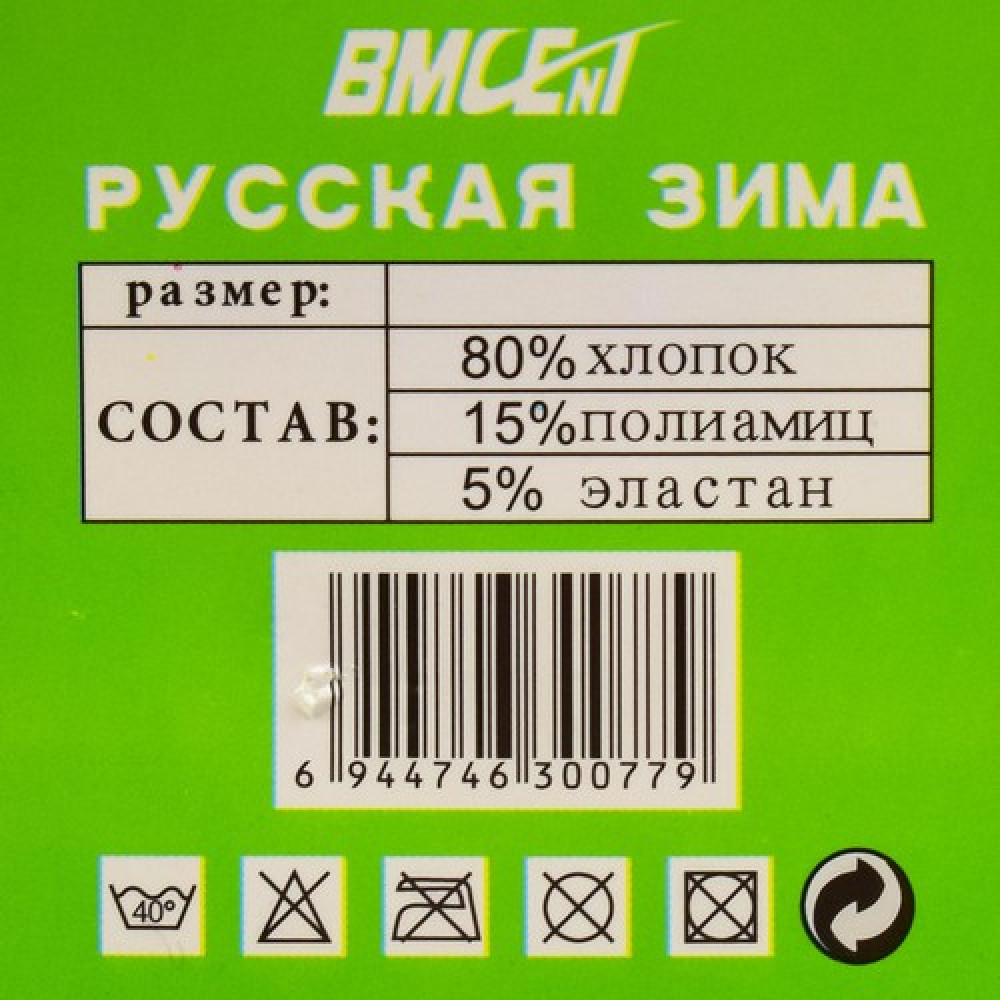 BMCENT
РУССКАЯ ЗИМА
размер:
СОСТАВ:
80% хлопок
15%полиамиц
5% эластан
6 944746 300779
40°